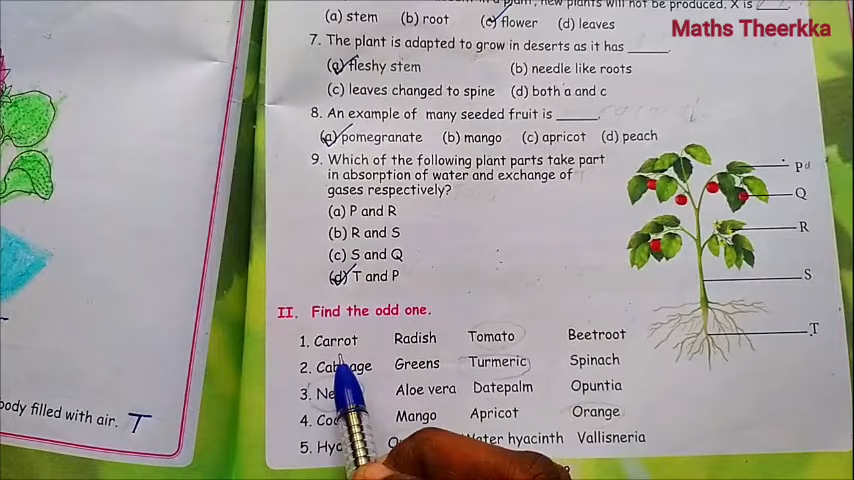 new plants will not be produced. X is
(a) stem (b) root (c) flower (d) leaves
Maths Theerkka
7. The plant is adapted to grow in deserts as it has ______.
(a) fleshy stem (b) needle like roots
(c) leaves changed to spine (d) both a and c
8. An example of many seeded fruit is ______.
(a) pomegranate (b) mango (c) apricot (d) peach
9. Which of the following plant parts take part
in absorption of water and exchange of
gases respectively?
(a) P and R
(b) R and S
(c) S and Q
(d) T and P
P
Q
R
S
T
II. Find the odd one.
1. Carrot Radish Tomato Beetroot
2. Cabbage Greens Turmeric Spinach
3. Aloe vera Datepalm Opuntia
4. Mango Apricot Orange
5. Water hyacinth Vallisneria
body filled with air. T